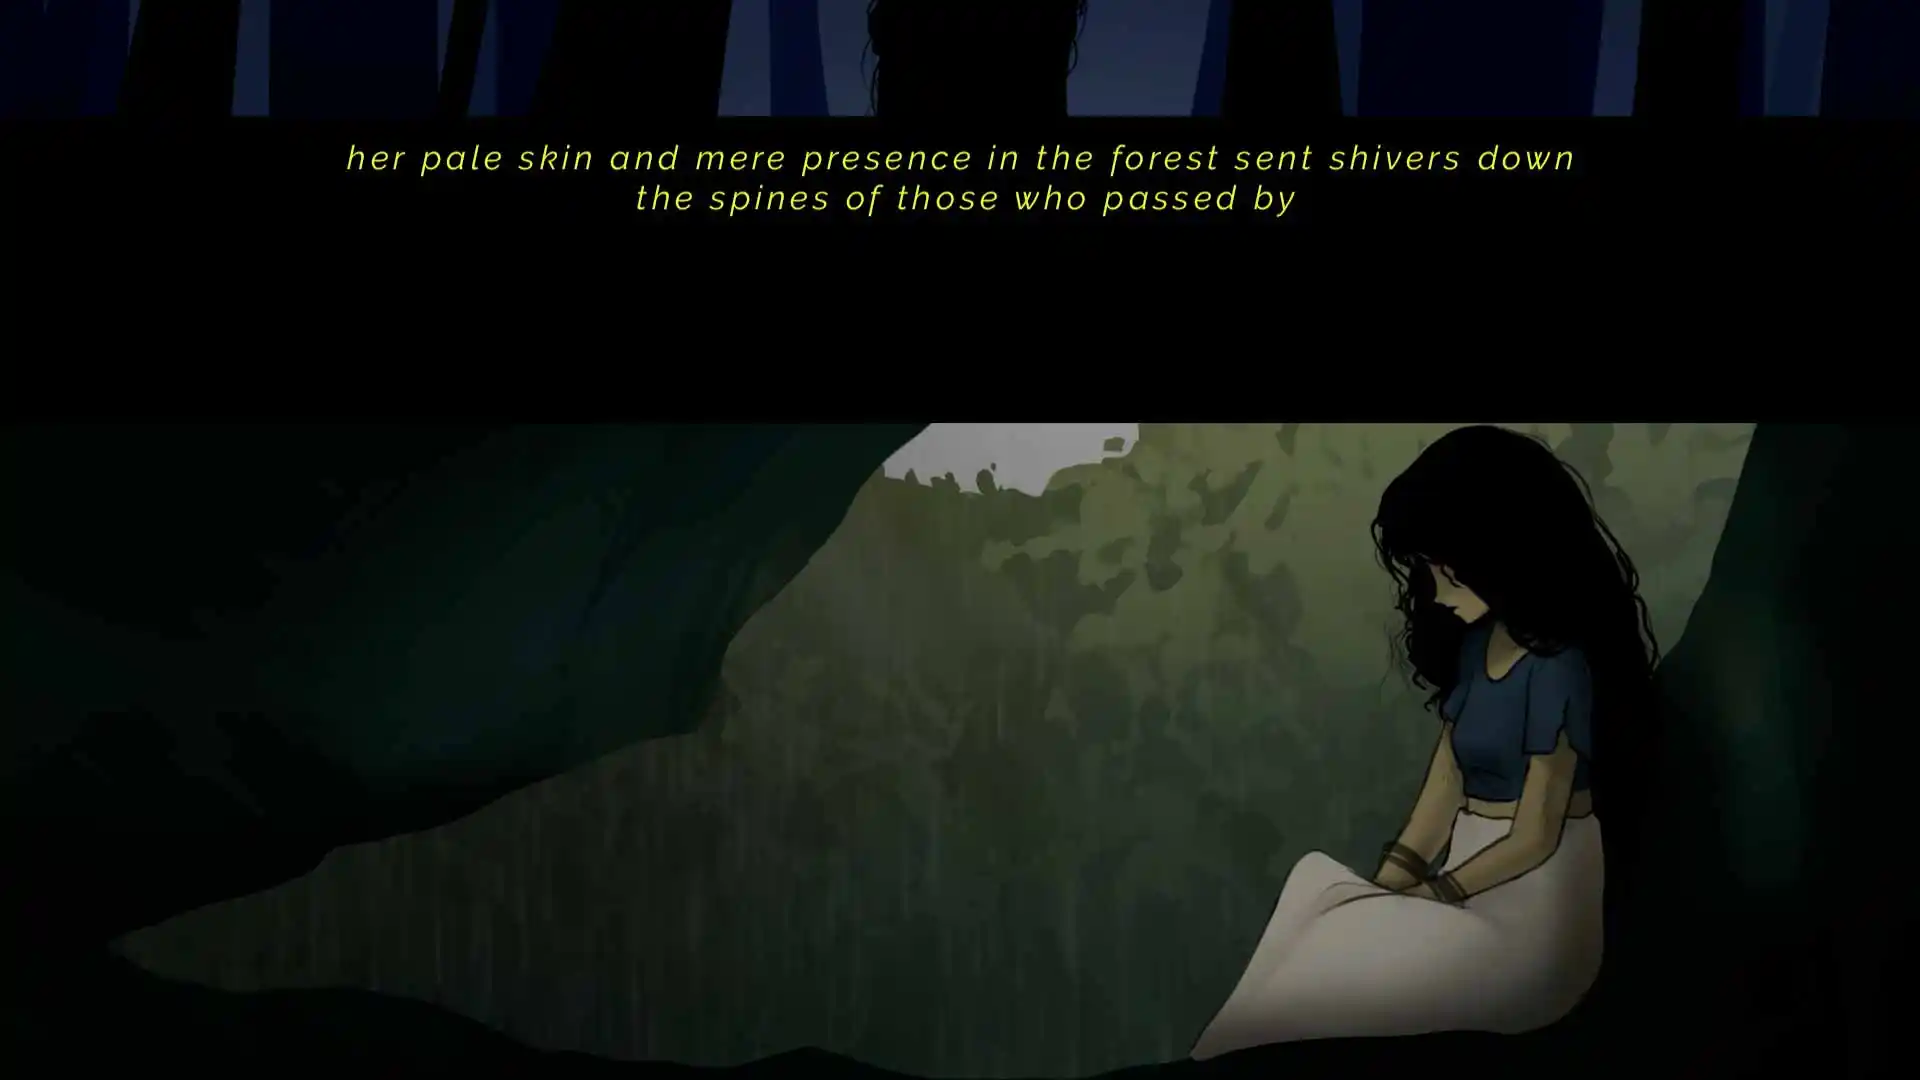 her pale skin and mere presence in the forest sent shivers down
the spines of those who passed by